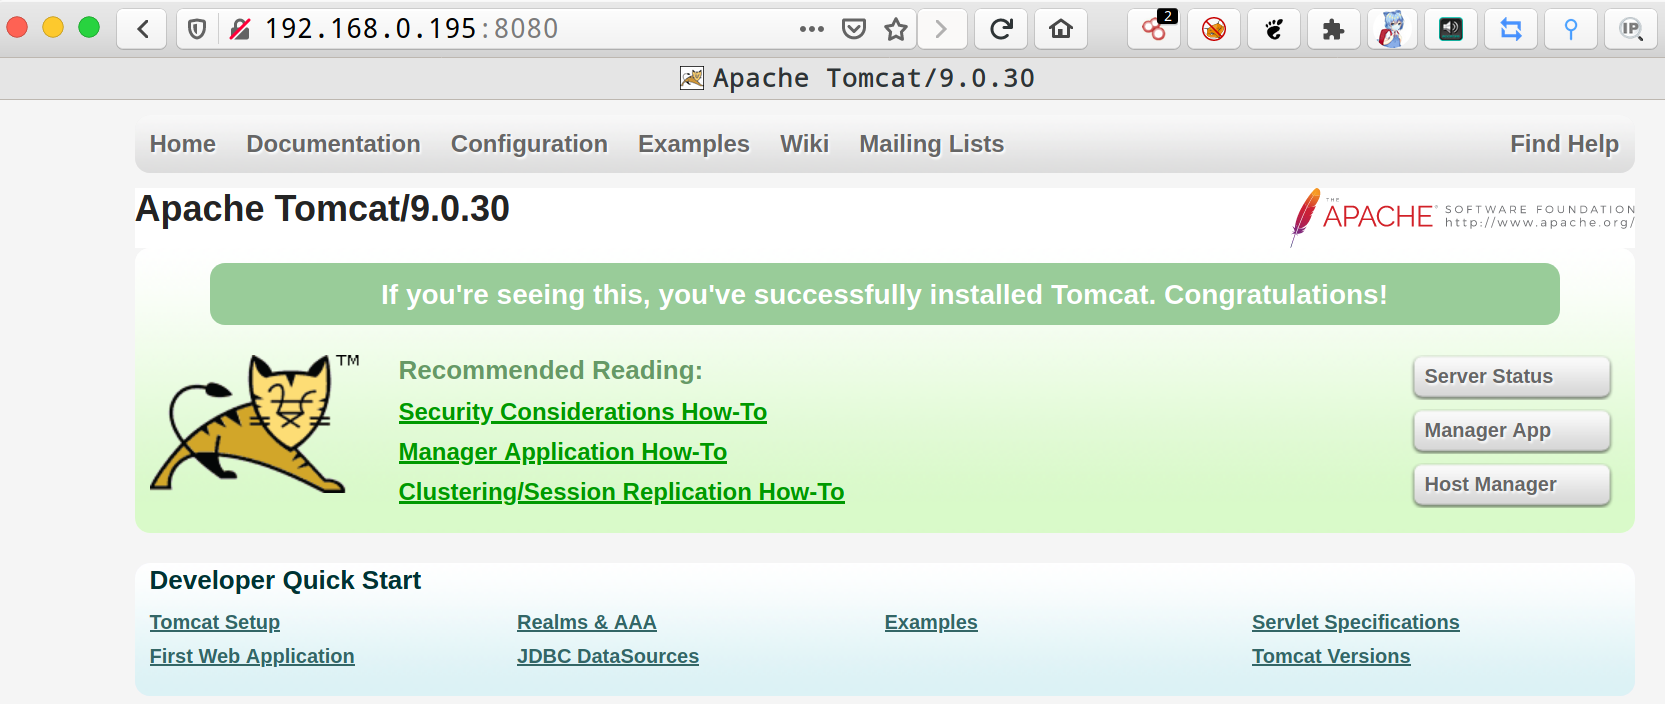 192.168.0.195:8080
2
IP
Apache Tomcat/9.0.30
Home Documentation Configuration Examples Wiki Mailing Lists Find Help
Apache Tomcat/9.0.30
THE APACHE® SOFTWARE FOUNDATION
http://www.apache.org/
If you're seeing this, you've successfully installed Tomcat. Congratulations!
TM
Recommended Reading:
Security Considerations How-To
Manager Application How-To
Clustering/Session Replication How-To
Server Status
Manager App
Host Manager
Developer Quick Start
Tomcat Setup Realms & AAA Examples Servlet Specifications
First Web Application JDBC DataSources Tomcat Versions